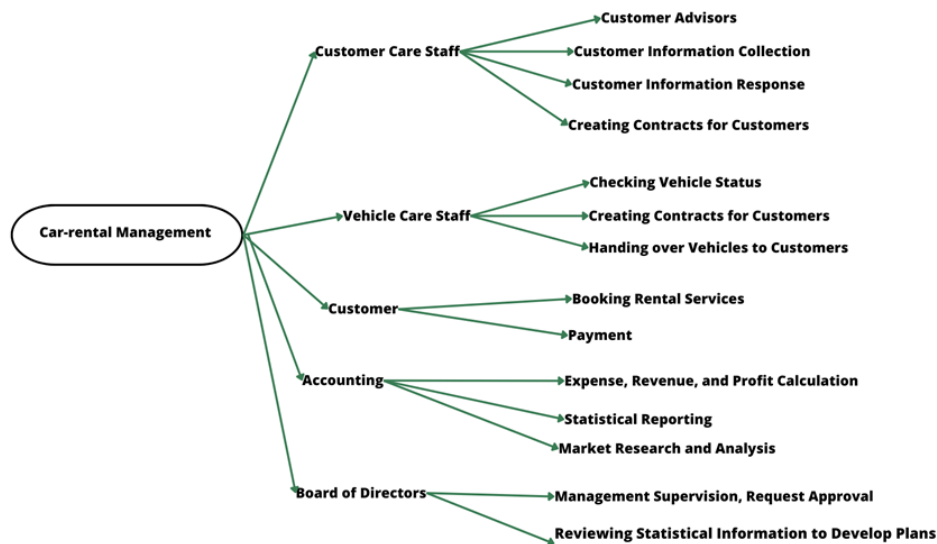 Car-rental Management
Customer Care Staff
Customer Advisors
Customer Information Collection
Customer Information Response
Creating Contracts for Customers
Vehicle Care Staff
Checking Vehicle Status
Creating Contracts for Customers
Handing over Vehicles to Customers
Customer
Booking Rental Services
Payment
Accounting
Expense, Revenue, and Profit Calculation
Statistical Reporting
Market Research and Analysis
Board of Directors
Management Supervision, Request Approval
Reviewing Statistical Information to Develop Plans